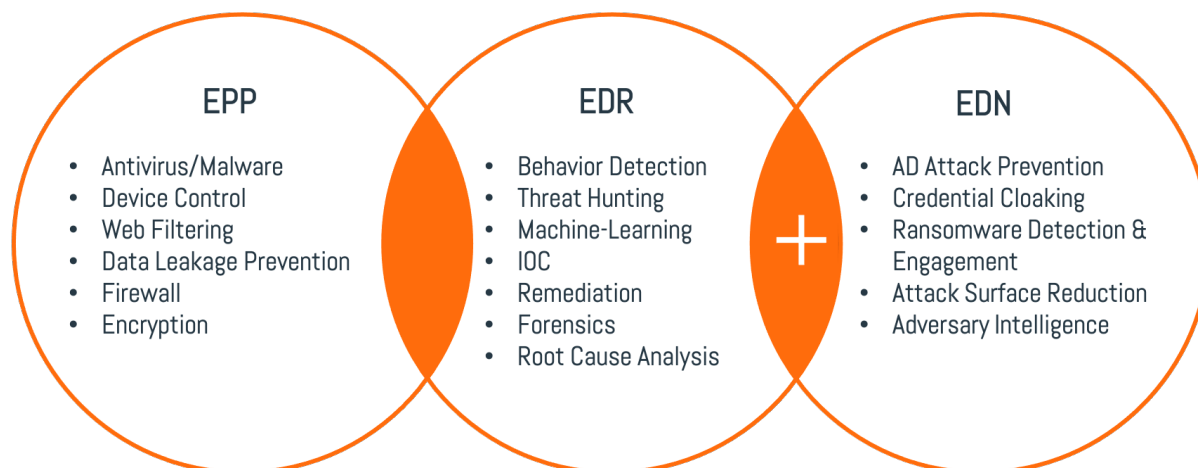 EPP
• Antivirus/Malware
• Device Control
• Web Filtering
• Data Leakage Prevention
• Firewall
• Encryption
EDR
• Behavior Detection
• Threat Hunting
• Machine-Learning
• IOC
• Remediation
• Forensics
• Root Cause Analysis
+
EDN
• AD Attack Prevention
• Credential Cloaking
• Ransomware Detection &
Engagement
• Attack Surface Reduction
• Adversary Intelligence